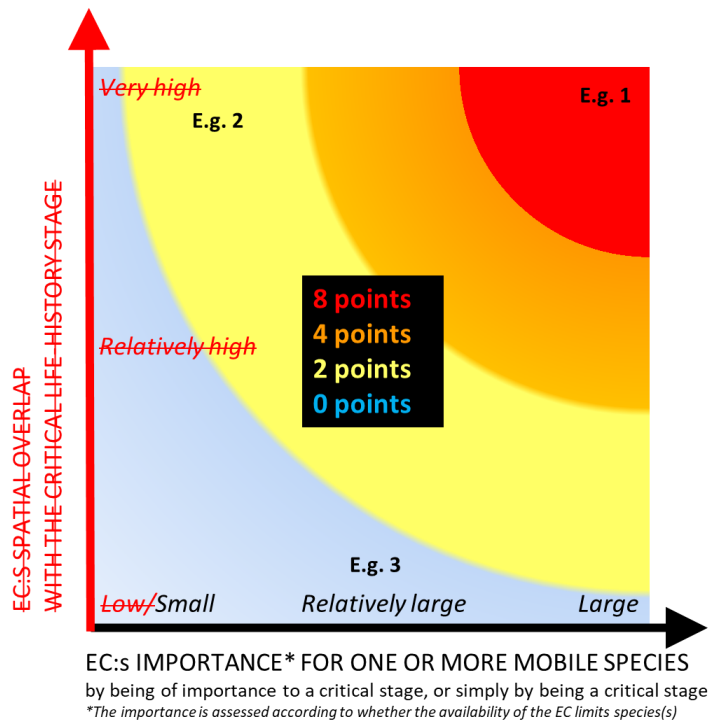 Very high
E.g. 1
E.g. 2
EC:S SPATIAL OVERLAP
WITH THE CRITICAL LIFE-HISTORY STAGE
8 points
4 points
2 points
0 points
Relatively high
E.g. 3
Low/Small
Relatively large
Large
EC:s IMPORTANCE* FOR ONE OR MORE MOBILE SPECIES
by being of importance to a critical stage, or simply by being a critical stage
*The importance is assessed according to whether the availability of the EC limits species(s)